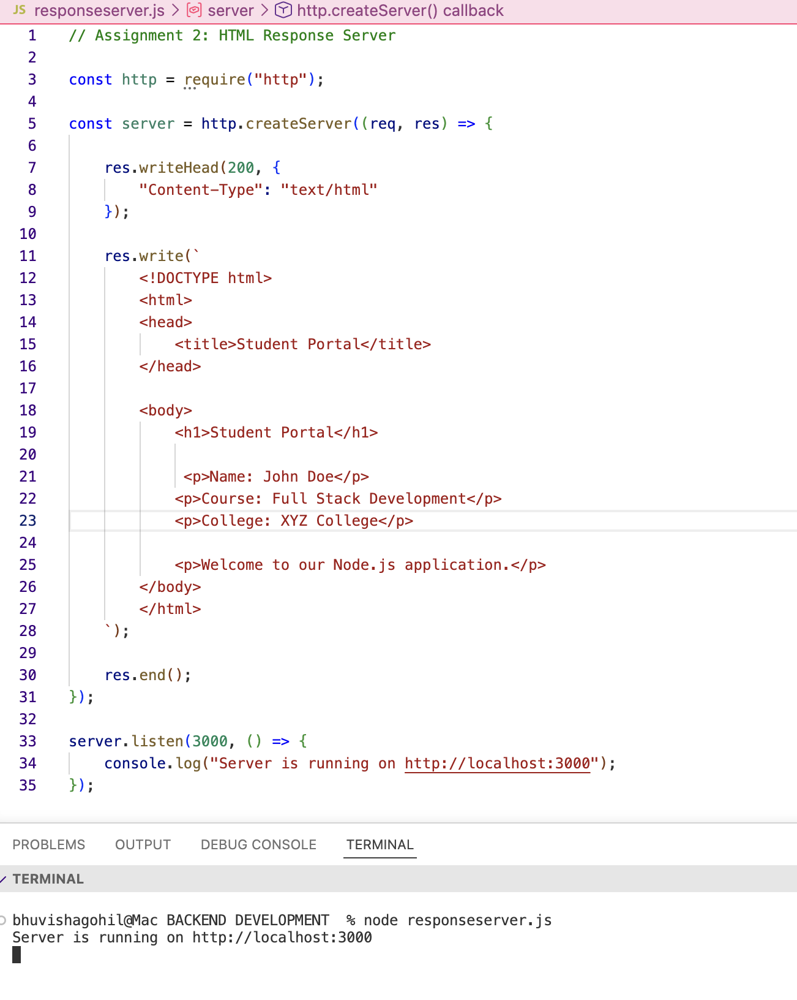 JS responseserver.js > server > http.createServer() callback
1 // Assignment 2: HTML Response Server
2
3 const http = require("http");
4
5 const server = http.createServer((req, res) => {
6
7     res.writeHead(200, {
8         "Content-Type": "text/html"
9     });
10
11     res.write(`
12         <!DOCTYPE html>
13         <html>
14         <head>
15             <title>Student Portal</title>
16         </head>
17
18         <body>
19             <h1>Student Portal</h1>
20
21              <p>Name: John Doe</p>
22             <p>Course: Full Stack Development</p>
23             <p>College: XYZ College</p>
24
25             <p>Welcome to our Node.js application.</p>
26         </body>
27         </html>
28     `);
29
30     res.end();
31 });
32
33 server.listen(3000, () => {
34     console.log("Server is running on http://localhost:3000");
35 });
PROBLEMS OUTPUT DEBUG CONSOLE TERMINAL
TERMINAL
bhuvishagohil@Mac BACKEND DEVELOPMENT  % node responseserver.js
Server is running on http://localhost:3000